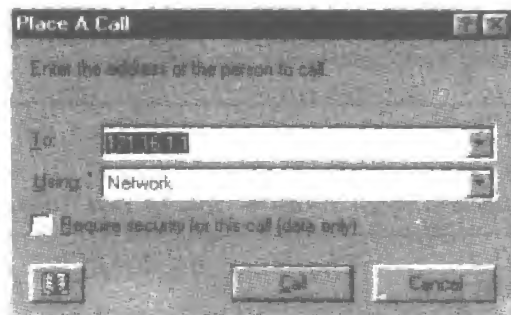 Place A Call
Enter the address of the person to call.
To:
Using: Network
Require security for this call (data only)
Call Cancel